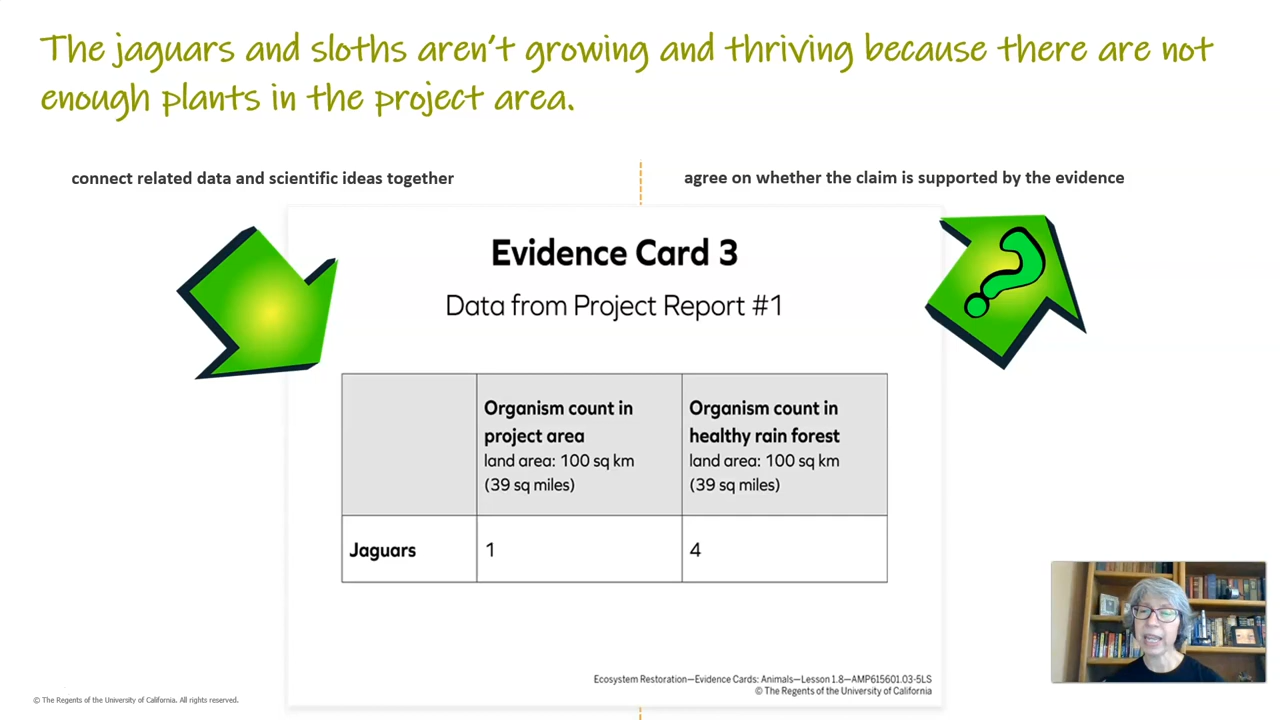 The jaguars and sloths aren't growing and thriving because there are not
enough plants in the project area.
connect related data and scientific ideas together
agree on whether the claim is supported by the evidence
Evidence Card 3
Data from Project Report #1
Organism count in
project area
land area: 100 sq km
(39 sq miles)
Organism count in
healthy rain forest
land area: 100 sq km
(39 sq miles)
Jaguars
1
4
?
Ecosystem Restoration—Evidence Cards: Animals—Lesson 1.8—AMP615601.03-5LS
© The Regents of the University of California
© The Regents of the University of California. All rights reserved.